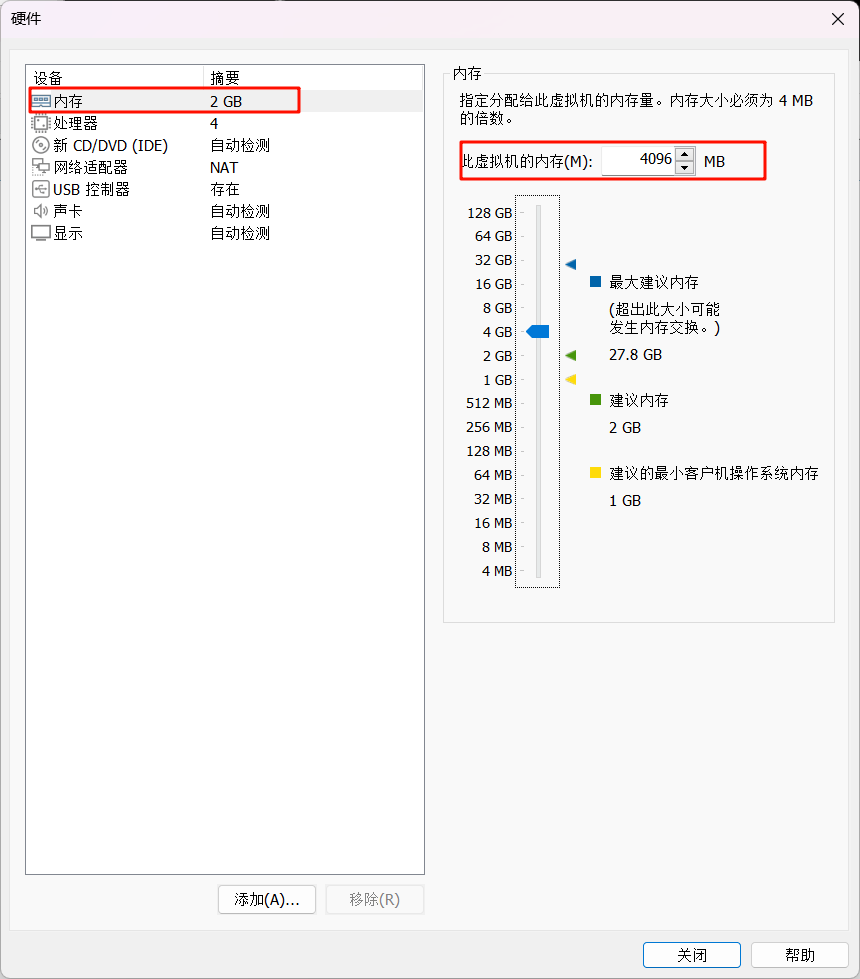 硬件
设备 摘要
内存 2 GB
处理器 4
新 CD/DVD (IDE) 自动检测
网络适配器 NAT
USB 控制器 存在
声卡 自动检测
显示 自动检测
添加(A)...
移除(R)
内存
指定分配给此虚拟机的内存量。内存大小必须为 4 MB
的倍数。
此虚拟机的内存(M): 4096 MB
128 GB
64 GB
32 GB
16 GB
8 GB
4 GB
2 GB
1 GB
512 MB
256 MB
128 MB
64 MB
32 MB
16 MB
8 MB
4 MB
最大建议内存
(超出此大小可能
发生内存交换。)
27.8 GB
建议内存
2 GB
建议的最小客户机操作系统内存
1 GB
关闭
帮助